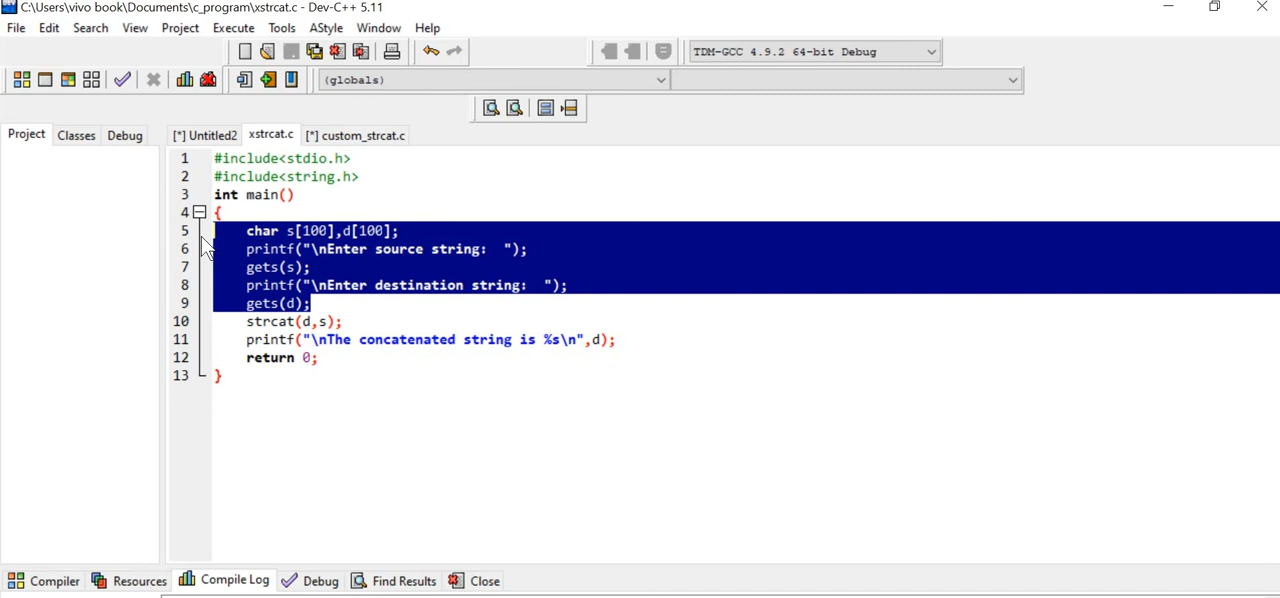 C:\Users\vivo book\Documents\c_program\xstrcat.c - Dev-C++ 5.11
File Edit Search View Project Execute Tools AStyle Window Help
TDM-GCC 4.9.2 64-bit Debug
(globals)
Project Classes Debug [*] Untitled2 xstrcat.c [*] custom_strcat.c
1 #include<stdio.h>
2 #include<string.h>
3 int main()
4 {
5 char s[100],d[100];
6 printf("\nEnter source string:  ");
7 gets(s);
8 printf("\nEnter destination string:  ");
9 gets(d);
10 strcat(d,s);
11 printf("\nThe concatenated string is %s\n",d);
12 return 0;
13 }
Compiler Resources Compile Log Debug Find Results Close